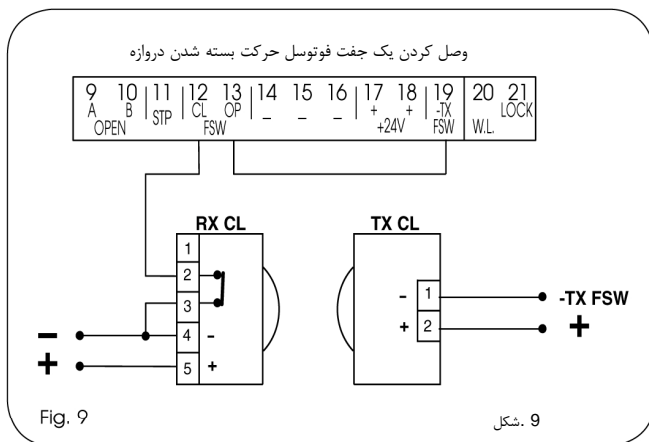 وصل کردن یک جفت فوتوسل حرکت بسته شدن دروازه
9 10 11 12 13 14 15 16 17 18 19 20 21
A B STP CL OP _ _ _ + + -TX W.L. LOCK
OPEN FSW +24V FSW
RX CL TX CL
1
2
3
- 4 -
+ 5 +
- 1 -TX FSW
+ 2 +
Fig. 9
9 .شکل